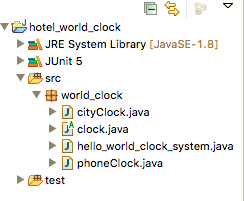 hotel_world_clock
JRE System Library [JavaSE-1.8]
JUnit 5
src
world_clock
cityClock.java
clock.java
hello_world_clock_system.java
phoneClock.java
test